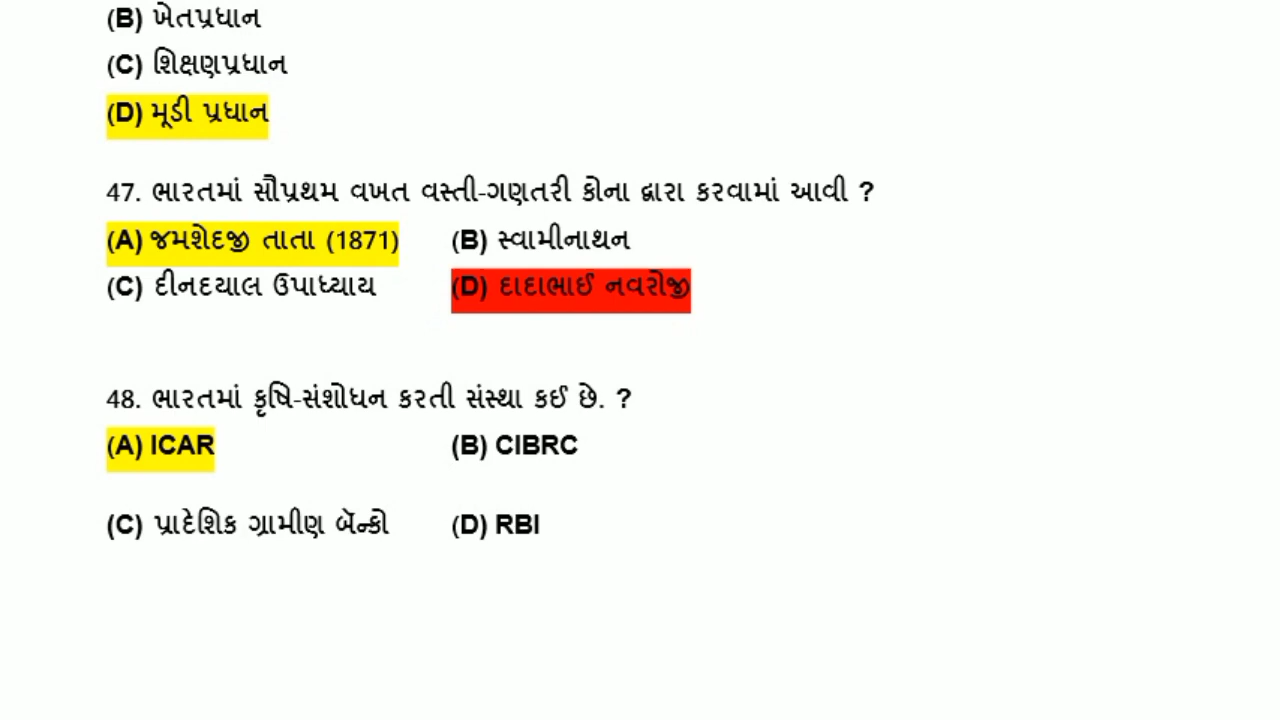 (B) ખેતપ્રધાન
(C) શિક્ષણપ્રધાન
(D) મૂડી પ્રધાન
47. ભારતમાં સૌપ્રથમ વખત વસ્તી-ગણતરી કોના દ્વારા કરવામાં આવી ?
(A) જમશેદજી તાતા (1871) (B) સ્વામીનાથન
(C) દીનદયાલ ઉપાધ્યાય (D) દાદાભાઈ નવરોજી
48. ભારતમાં કૃષિ-સંશોધન કરતી સંસ્થા કઈ છે. ?
(A) ICAR (B) CIBRC
(C) પ્રાદેશિક ગ્રામીણ બૅન્કો (D) RBI